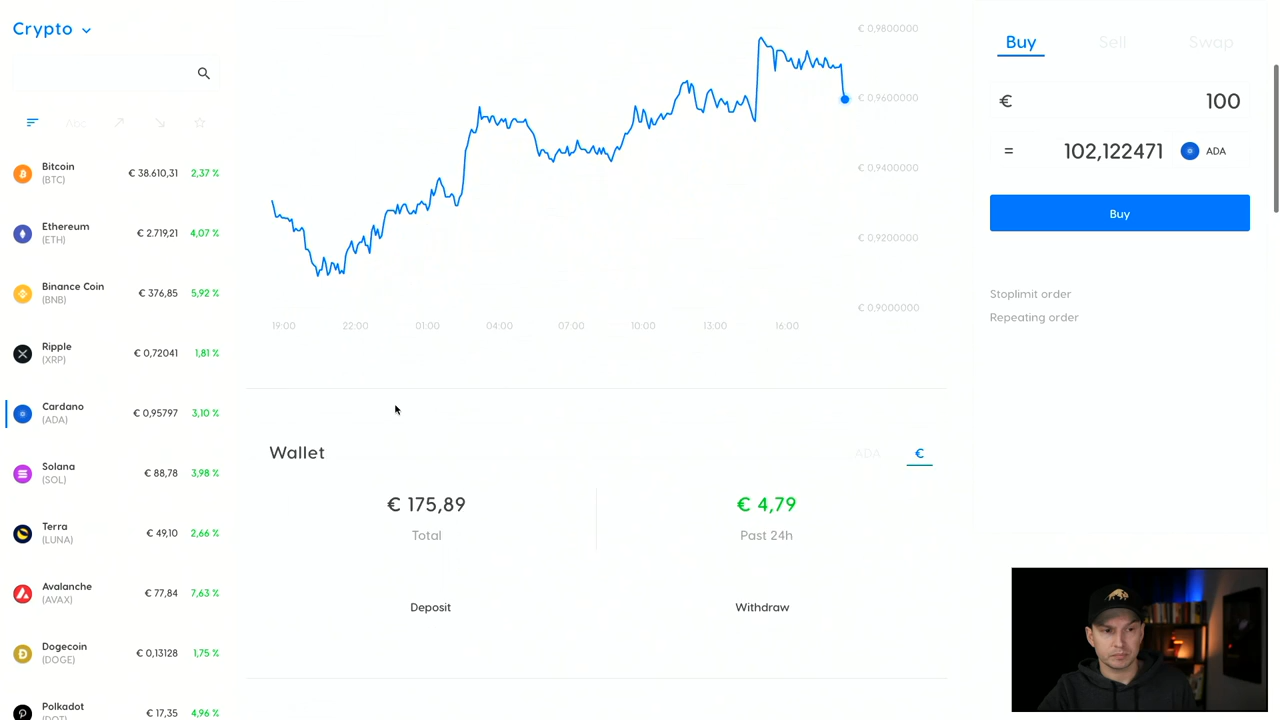 Crypto
ABC
Bitcoin
(BTC)
€ 38.610,31
2,37 %
Ethereum
(ETH)
€ 2.719,21
4,07 %
Binance Coin
(BNB)
€ 376,85
5,92 %
Ripple
(XRP)
€ 0,72041
1,81 %
Cardano
(ADA)
€ 0,95797
3,10 %
Solana
(SOL)
€ 88,78
3,98 %
Terra
(LUNA)
€ 49,10
2,66 %
Avalanche
(AVAX)
€ 77,84
7,63 %
Dogecoin
(DOGE)
€ 0,13128
1,75 %
Polkadot
(DOT)
€ 17,35
4,96 %
€ 0,9800000
€ 0,9600000
€ 0,9400000
€ 0,9200000
€ 0,9000000
19:00
22:00
01:00
04:00
07:00
10:00
13:00
16:00
Wallet
ADA
€
€ 175,89
Total
€ 4,79
Past 24h
Deposit
Withdraw
Buy
Sell
Swap
€ 100
= 102,122471 ADA
Buy
Stoplimit order
Repeating order